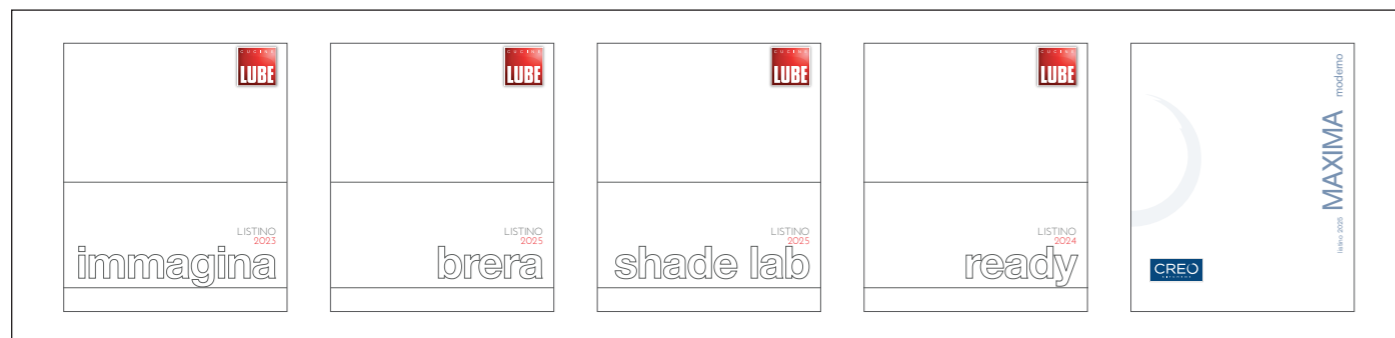 CUCINE
LUBE
LISTINO
2023
immagina
CUCINE
LUBE
LISTINO
2025
brera
CUCINE
LUBE
LISTINO
2025
shade lab
CUCINE
LUBE
LISTINO
2024
ready
listino 2025 MAXIMA moderno
CREO